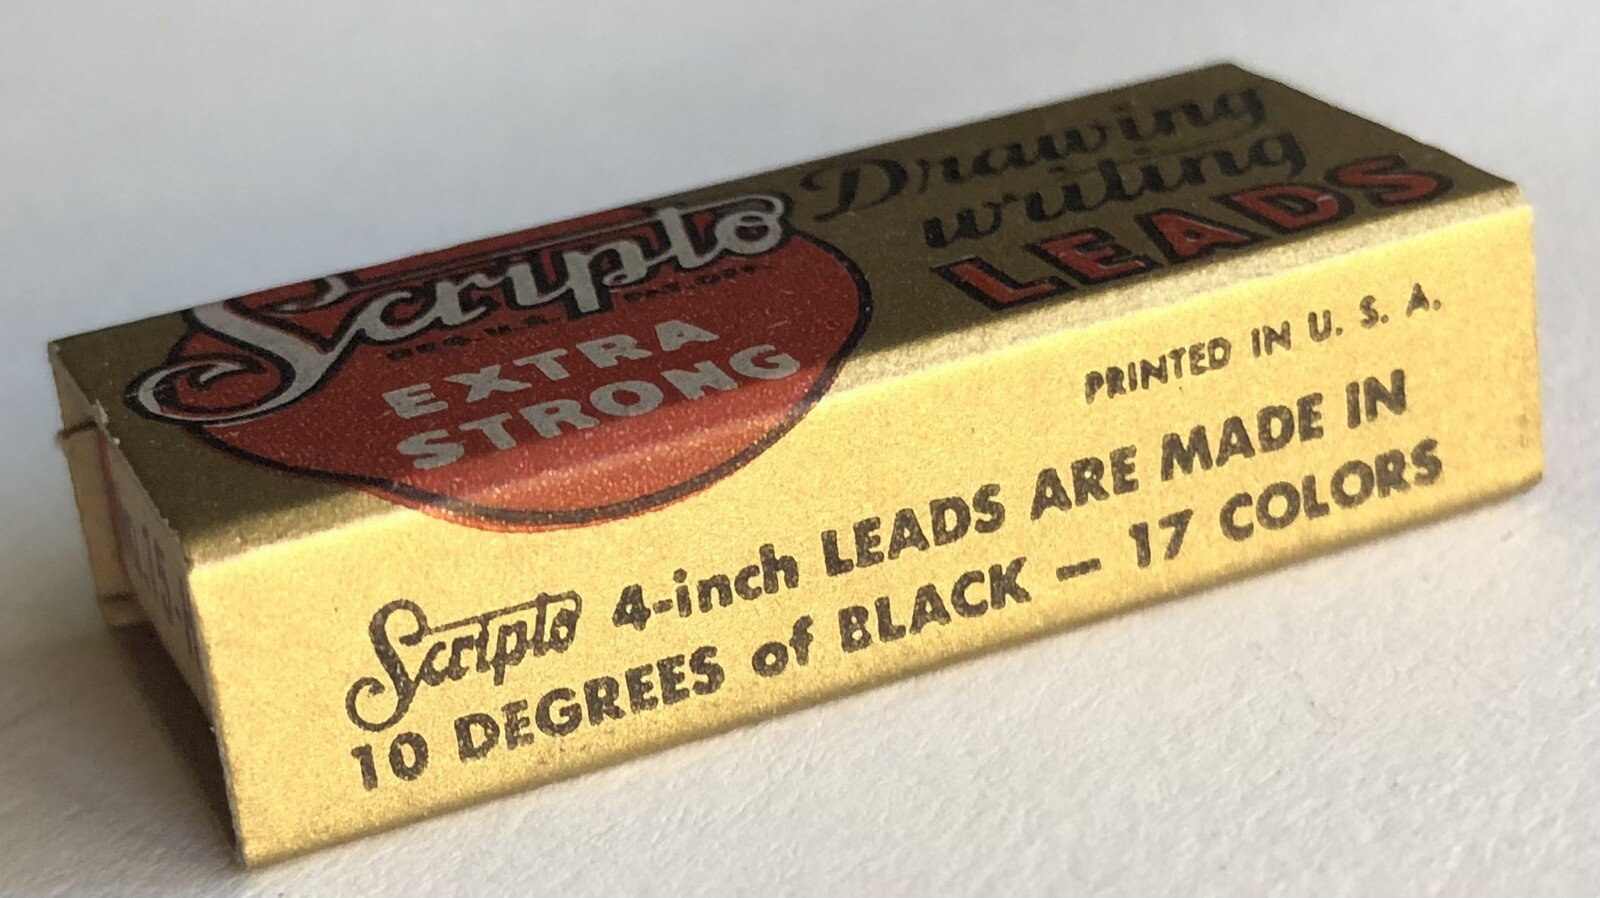 Scripto
REG. U.S. PAT. OFF.
EXTRA
STRONG
Drawing
writing
LEADS
PRINTED IN U. S. A.
Scripto 4-inch LEADS ARE MADE IN
10 DEGREES of BLACK — 17 COLORS